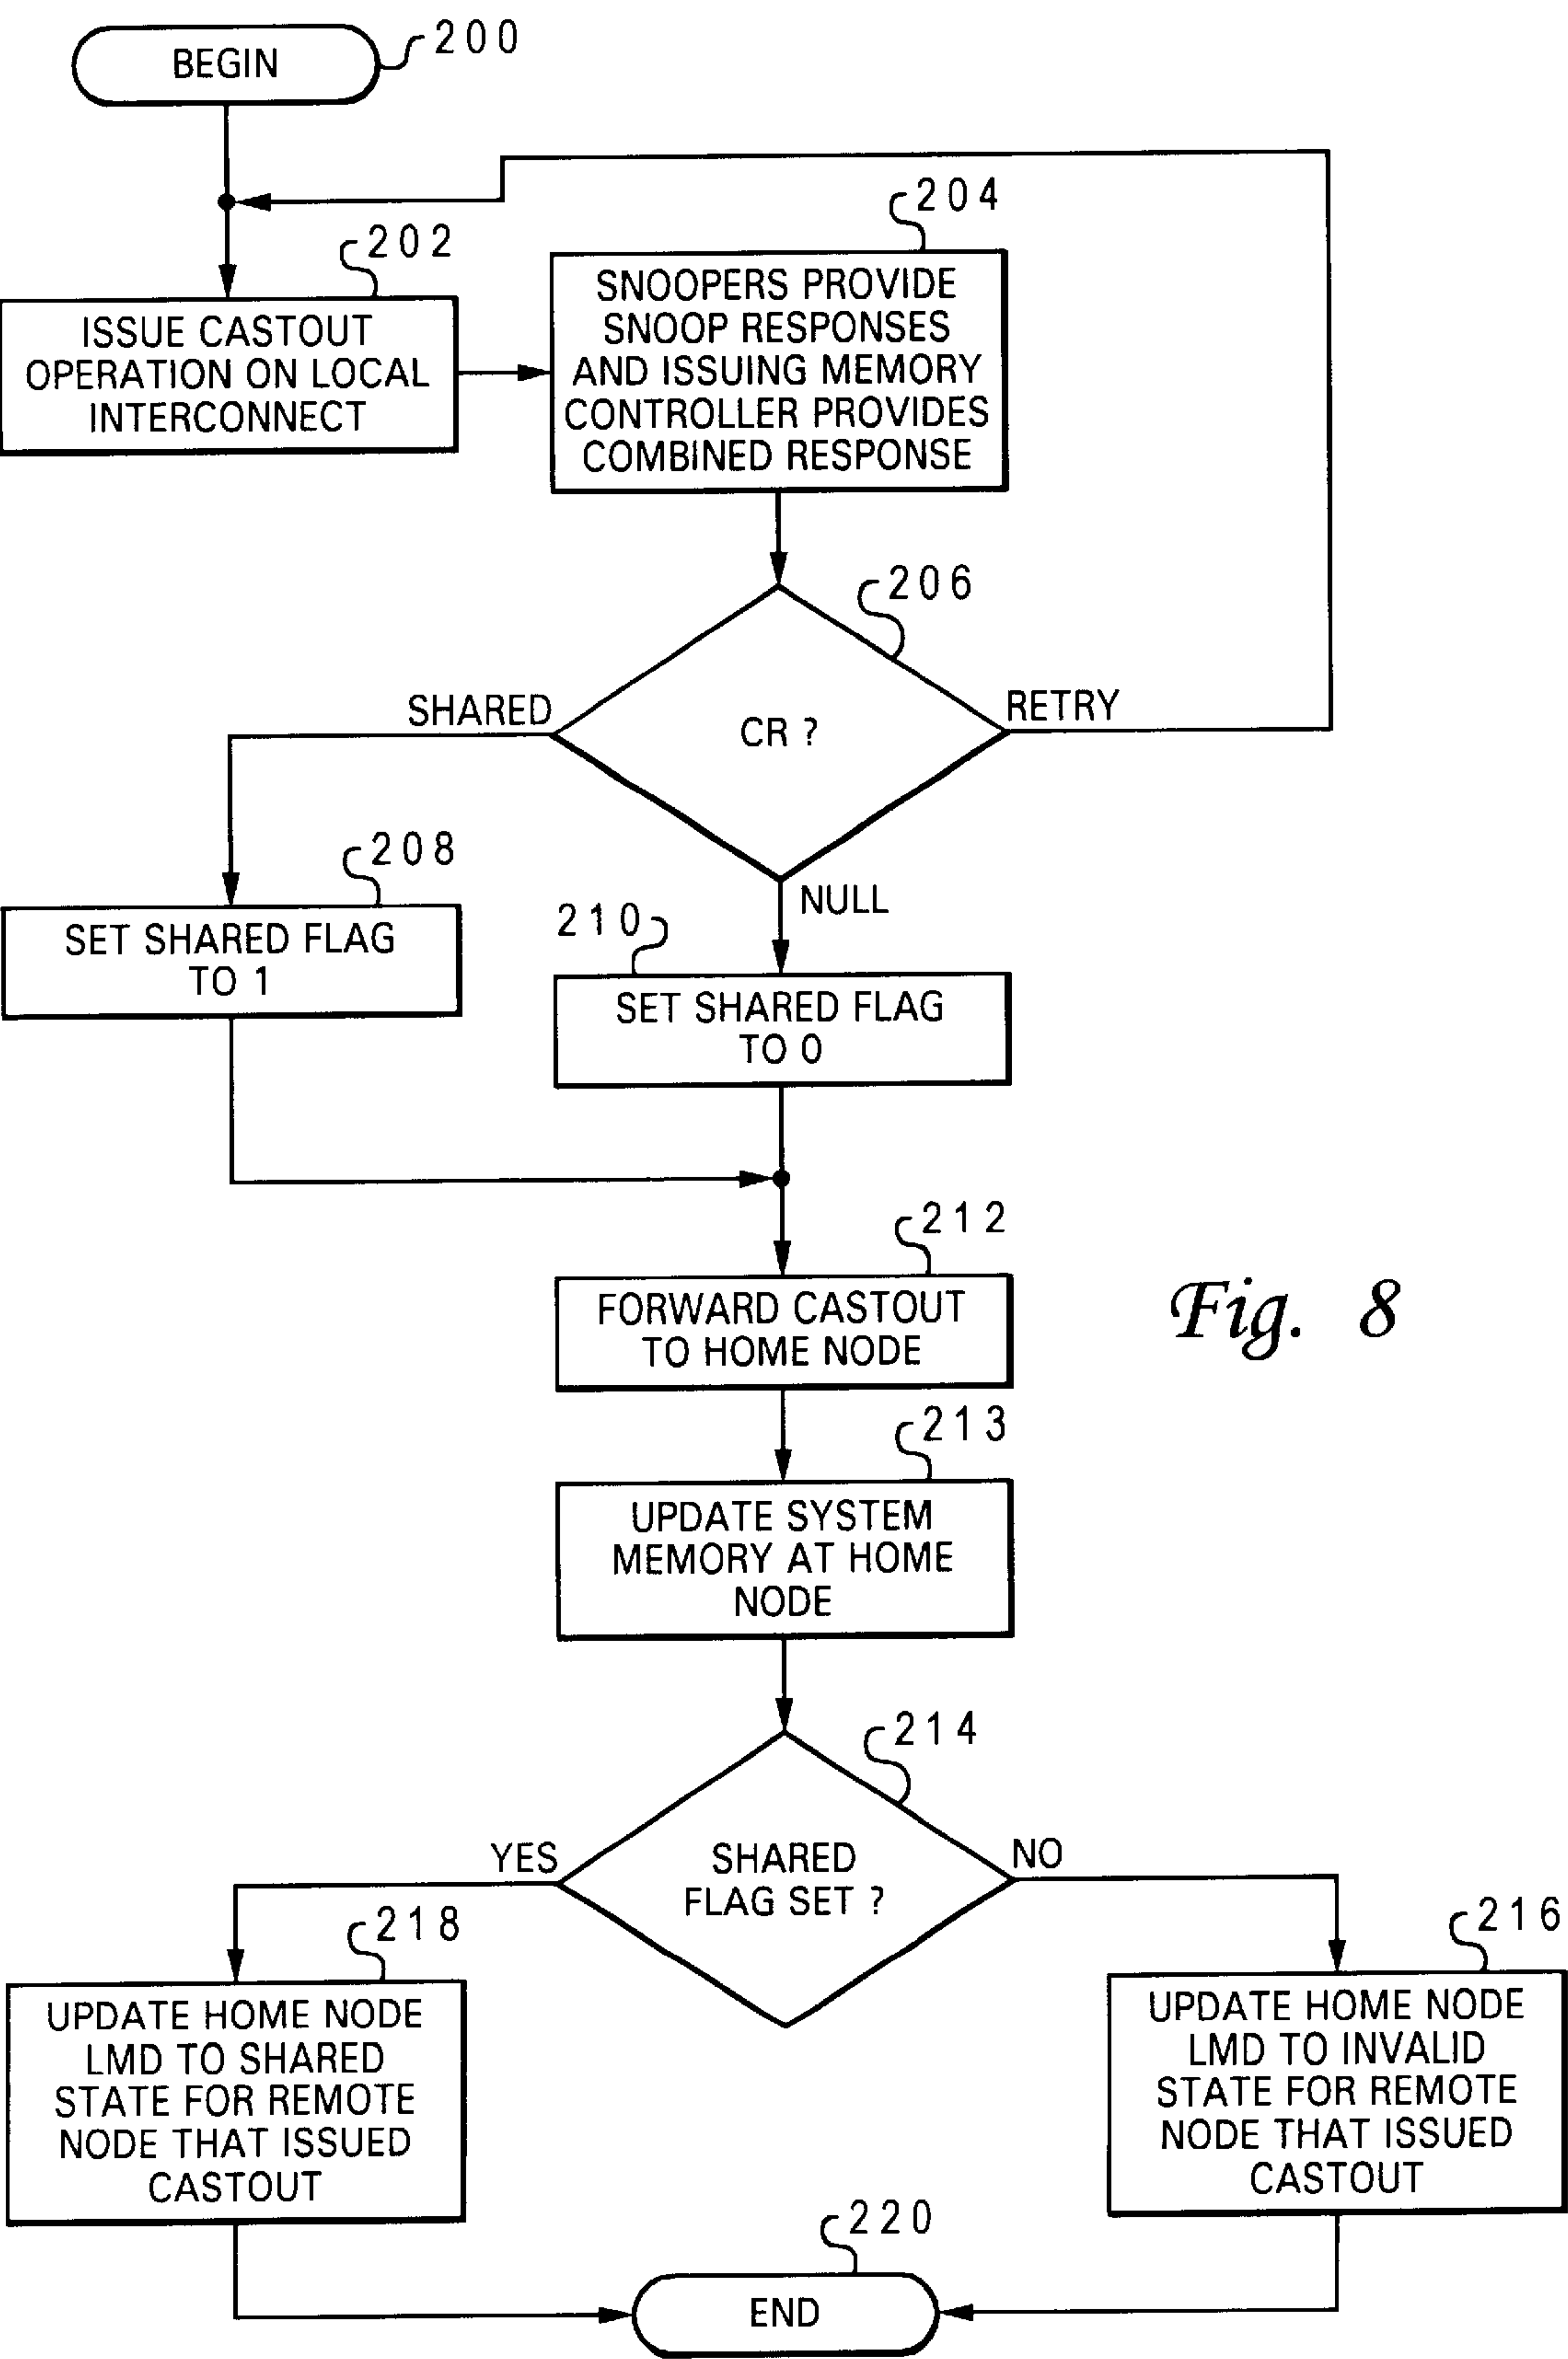 BEGIN
200
202
ISSUE CASTOUT
OPERATION ON LOCAL
INTERCONNECT
204
SNOOPERS PROVIDE
SNOOP RESPONSES
AND ISSUING MEMORY
CONTROLLER PROVIDES
COMBINED RESPONSE
206
CR ?
SHARED
RETRY
NULL
208
SET SHARED FLAG
TO 1
210
SET SHARED FLAG
TO 0
212
FORWARD CASTOUT
TO HOME NODE
Fig. 8
213
UPDATE SYSTEM
MEMORY AT HOME
NODE
214
SHARED
FLAG SET ?
YES
NO
218
UPDATE HOME NODE
LMD TO SHARED
STATE FOR REMOTE
NODE THAT ISSUED
CASTOUT
216
UPDATE HOME NODE
LMD TO INVALID
STATE FOR REMOTE
NODE THAT ISSUED
CASTOUT
220
END